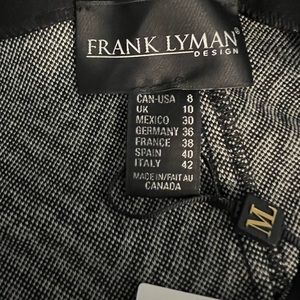 FRANK LYMAN®
DESIGN
CAN-USA 8
UK 10
MEXICO 30
GERMANY 36
FRANCE 38
SPAIN 40
ITALY 42
MADE IN/FAIT AU
CANADA
M